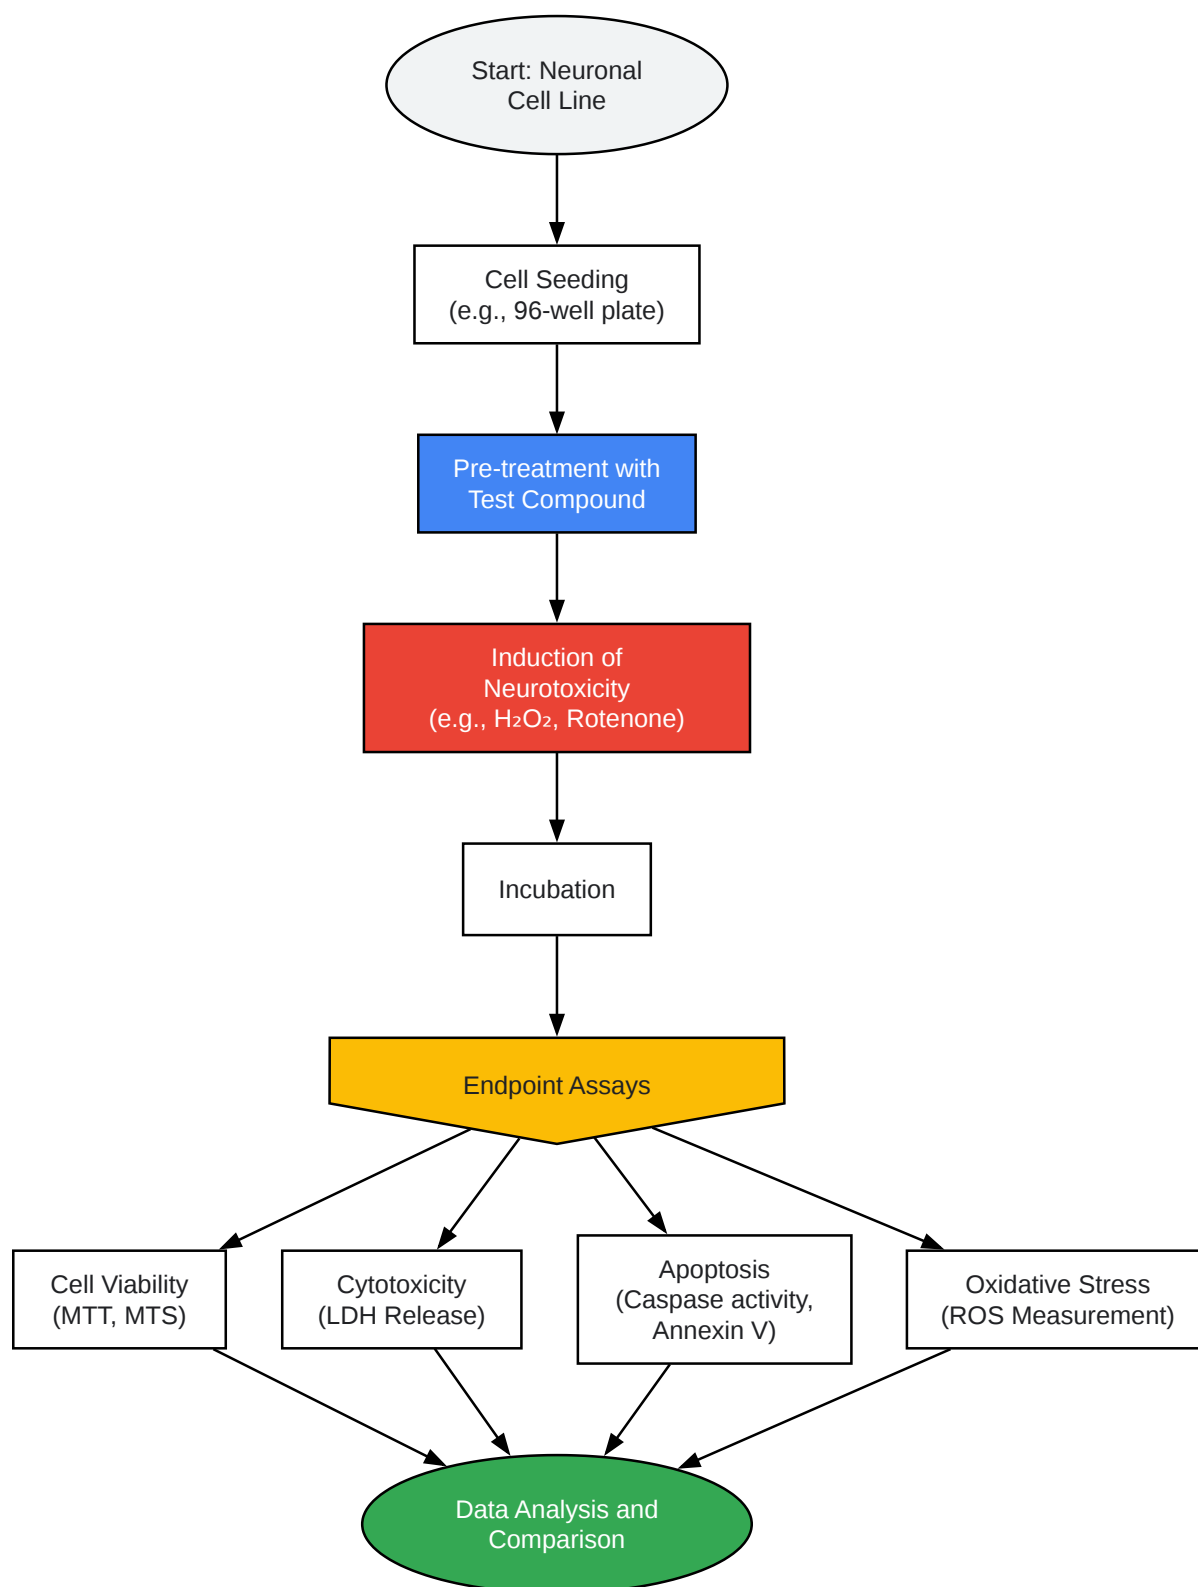 Start: Neuronal
Cell Line
Cell Seeding
(e.g., 96-well plate)
Pre-treatment with
Test Compound
Induction of
Neurotoxicity
(e.g., H₂O₂, Rotenone)
Incubation
Endpoint Assays
Cell Viability
(MTT, MTS)
Cytotoxicity
(LDH Release)
Apoptosis
(Caspase activity,
Annexin V)
Oxidative Stress
(ROS Measurement)
Data Analysis and
Comparison